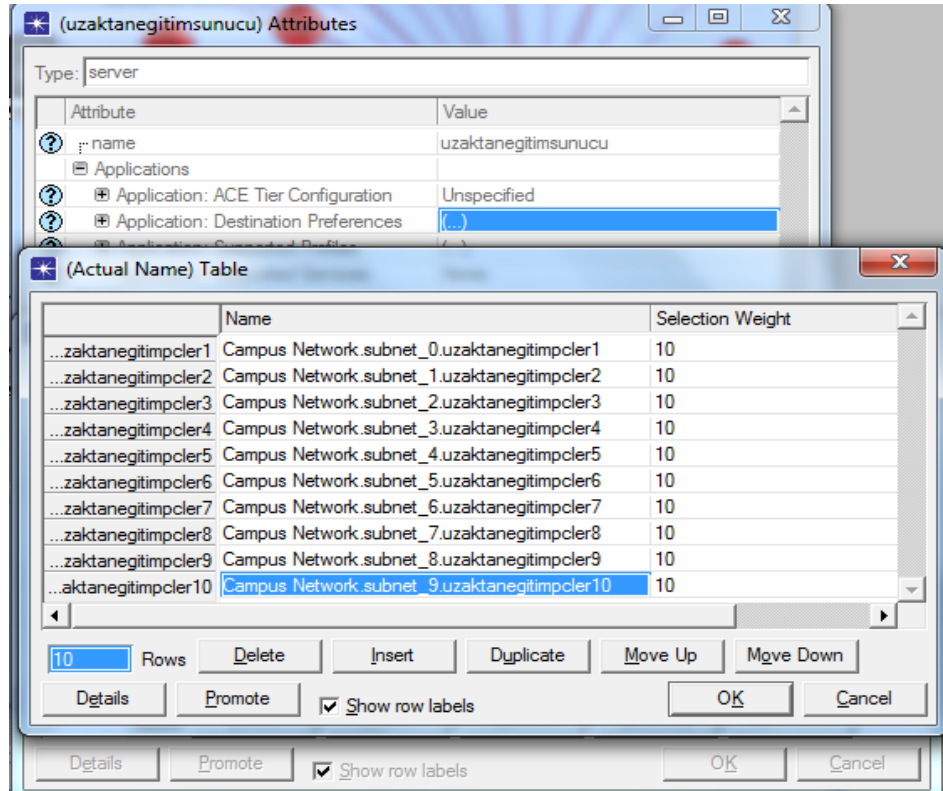 (uzaktanegitimsunucu) Attributes
Type: server
Attribute Value
name uzaktanegitimsunucu
Applications
Application: ACE Tier Configuration Unspecified
Application: Destination Preferences (...)
Application: Supported Profiles (...)
None
(Actual Name) Table
Name Selection Weight
...zaktanegitimpcler1 Campus Network.subnet_0.uzaktanegitimpcler1 10
...zaktanegitimpcler2 Campus Network.subnet_1.uzaktanegitimpcler2 10
...zaktanegitimpcler3 Campus Network.subnet_2.uzaktanegitimpcler3 10
...zaktanegitimpcler4 Campus Network.subnet_3.uzaktanegitimpcler4 10
...zaktanegitimpcler5 Campus Network.subnet_4.uzaktanegitimpcler5 10
...zaktanegitimpcler6 Campus Network.subnet_5.uzaktanegitimpcler6 10
...zaktanegitimpcler7 Campus Network.subnet_6.uzaktanegitimpcler7 10
...zaktanegitimpcler8 Campus Network.subnet_7.uzaktanegitimpcler8 10
...zaktanegitimpcler9 Campus Network.subnet_8.uzaktanegitimpcler9 10
...aktanegitimpcler10 Campus Network.subnet_9.uzaktanegitimpcler10 10
10 Rows Delete Insert Duplicate Move Up Move Down
Details Promote Show row labels OK Cancel
Details Promote Show row labels OK Cancel